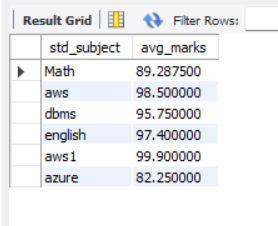 Result Grid Filter Rows:
std_subject avg_marks
Math 89.287500
aws 98.500000
dbms 95.750000
english 97.400000
aws1 99.900000
azure 82.250000